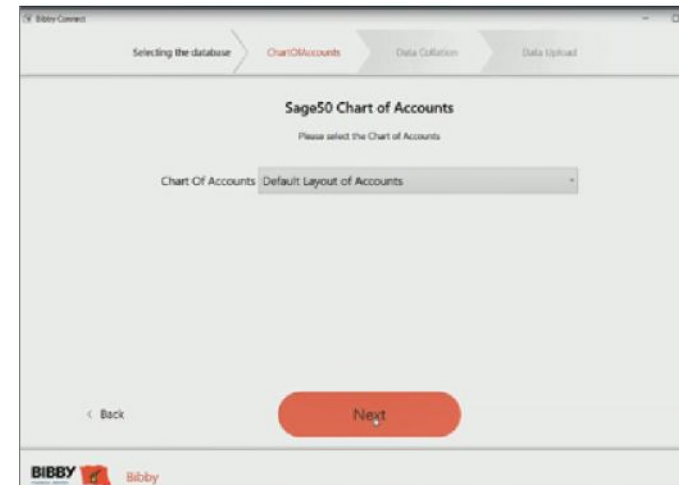 Bibby Connect
Selecting the database ChartOfAccounts Data Collation Data Upload
Sage50 Chart of Accounts
Please select the Chart of Accounts
Chart Of Accounts Default Layout of Accounts
< Back Next
BIBBY Bibby